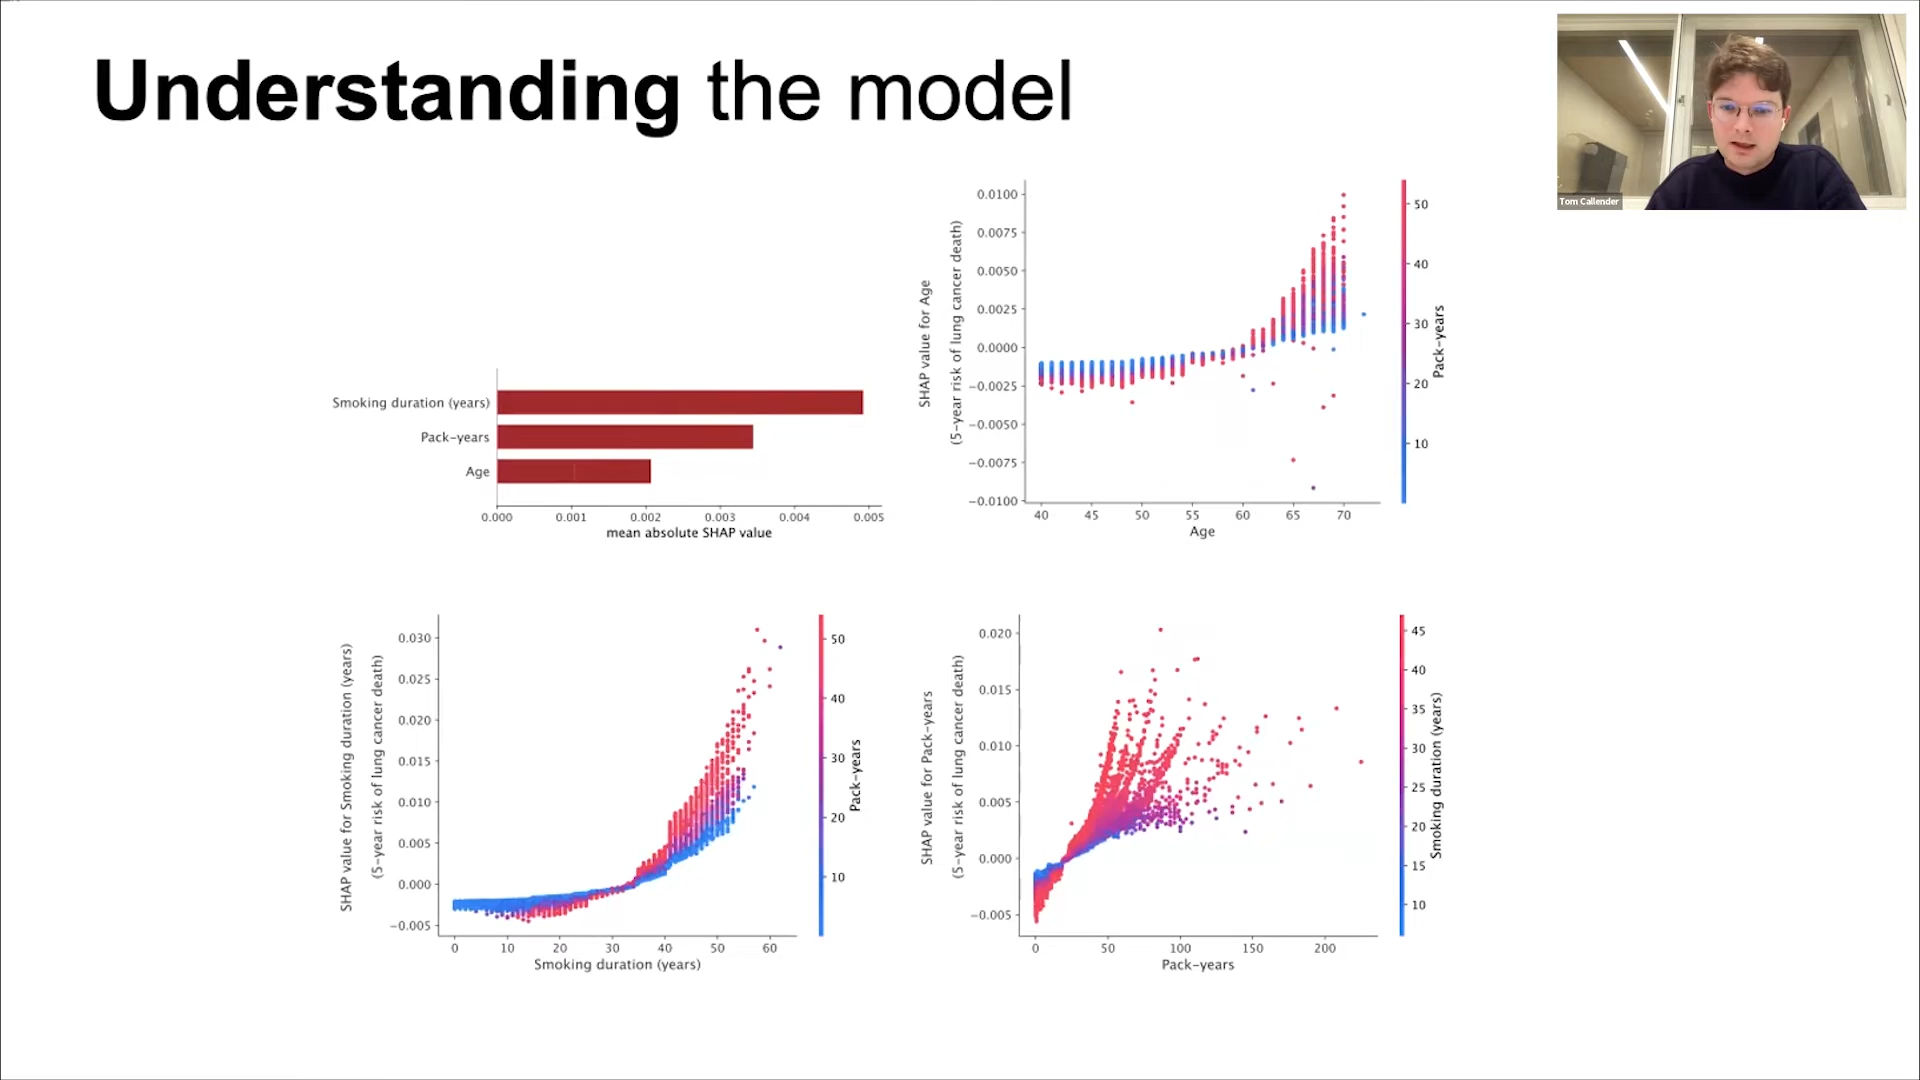 Understanding the model
Tom Callender
Smoking duration (years)
Pack-years
Age
0.000 0.001 0.002 0.003 0.004 0.005
mean absolute SHAP value
SHAP value for Age
(5-year risk of lung cancer death)
0.0100
0.0075
0.0050
0.0025
0.0000
−0.0025
−0.0050
−0.0075
−0.0100
40 45 50 55 60 65 70
Age
50
40
30
20
10
Pack-years
SHAP value for Smoking duration (years)
(5-year risk of lung cancer death)
0.030
0.025
0.020
0.015
0.010
0.005
0.000
−0.005
0 10 20 30 40 50 60
Smoking duration (years)
50
40
30
20
10
Pack-years
SHAP value for Pack-years
(5-year risk of lung cancer death)
0.020
0.015
0.010
0.005
0.000
−0.005
0 50 100 150 200
Pack-years
45
40
35
30
25
20
15
10
Smoking duration (years)